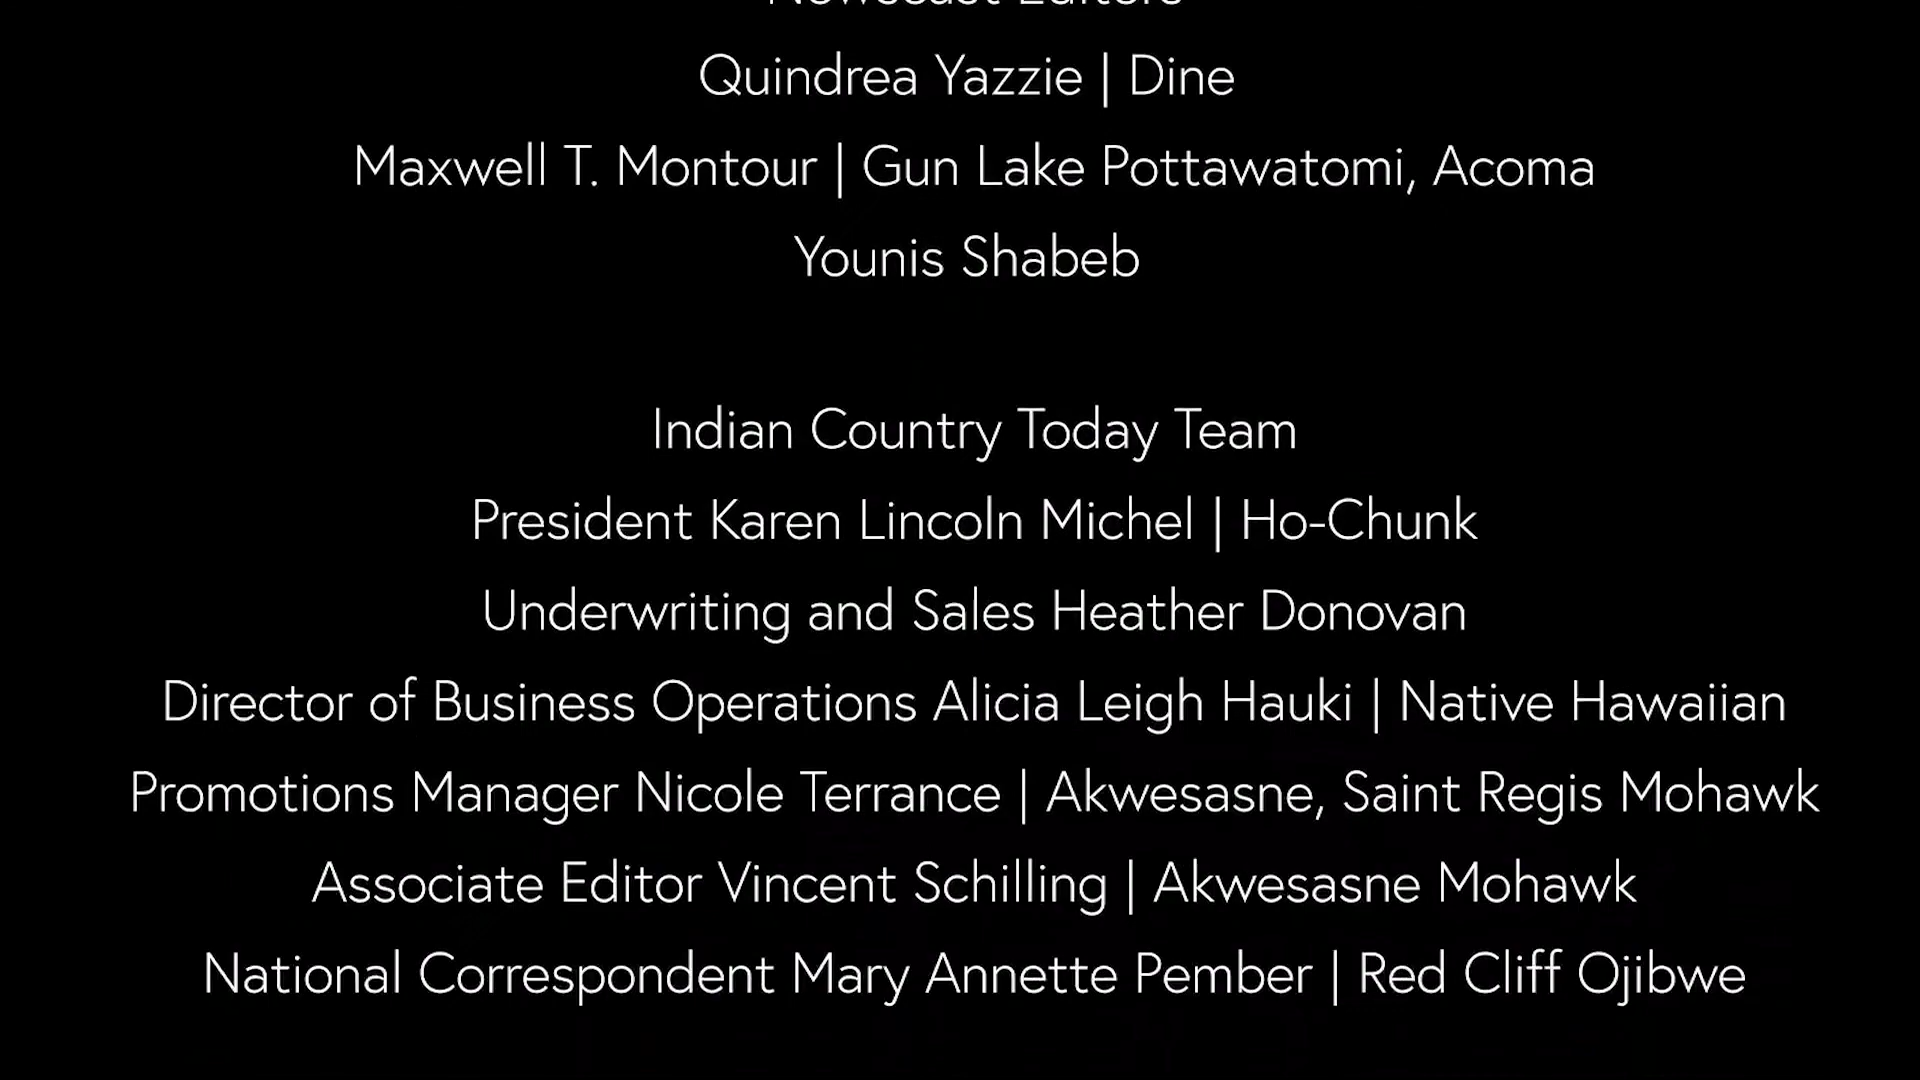 Newscast Editors
Quindrea Yazzie | Dine
Maxwell T. Montour | Gun Lake Pottawatomi, Acoma
Younis Shabeb
Indian Country Today Team
President Karen Lincoln Michel | Ho-Chunk
Underwriting and Sales Heather Donovan
Director of Business Operations Alicia Leigh Hauki | Native Hawaiian
Promotions Manager Nicole Terrance | Akwesasne, Saint Regis Mohawk
Associate Editor Vincent Schilling | Akwesasne Mohawk
National Correspondent Mary Annette Pember | Red Cliff Ojibwe